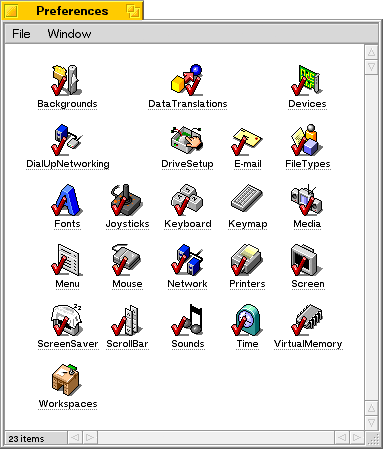 Preferences
File Window
Backgrounds DataTranslations Devices
DialUpNetworking DriveSetup E-mail FileTypes
Fonts Joysticks Keyboard Keymap Media
Menu Mouse Network Printers Screen
ScreenSaver ScrollBar Sounds Time VirtualMemory
Workspaces
23 items